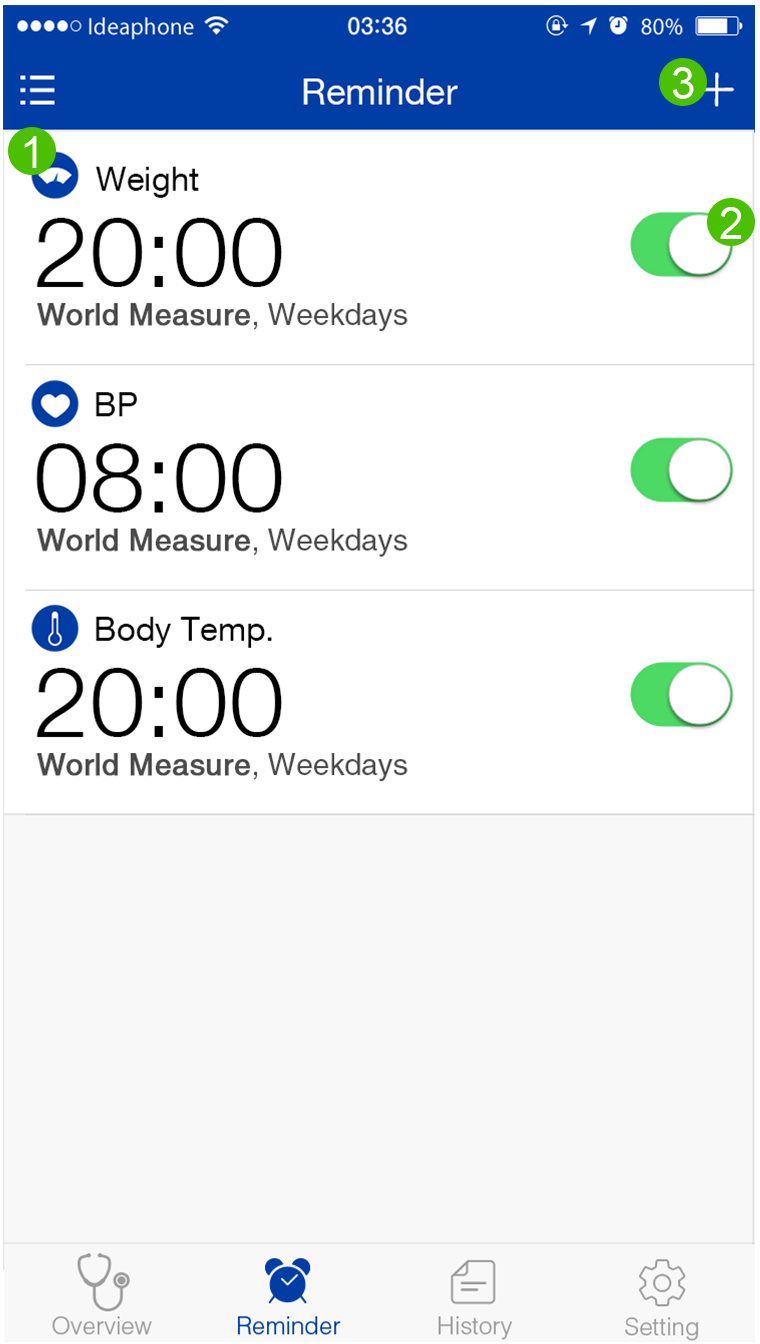 Ideaphone 03:36 80%
Reminder 3
1 Weight
20:00 2
World Measure, Weekdays
BP
08:00
World Measure, Weekdays
Body Temp.
20:00
World Measure, Weekdays
Overview Reminder History Setting